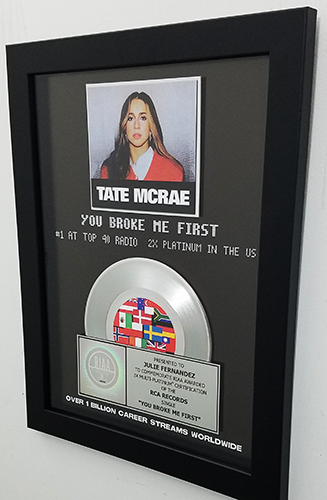 TATE MCRAE
YOU BROKE ME FIRST
#1 AT TOP 40 RADIO 2X PLATINUM IN THE US
RIAA
PRESENTED TO
JULIE FERNANDEZ
TO COMMEMORATE RIAA AWARDED
2X MULTI-PLATINUM CERTIFICATION
OF THE
RCA RECORDS
SINGLE
"YOU BROKE ME FIRST"
OVER 1 BILLION CAREER STREAMS WORLDWIDE